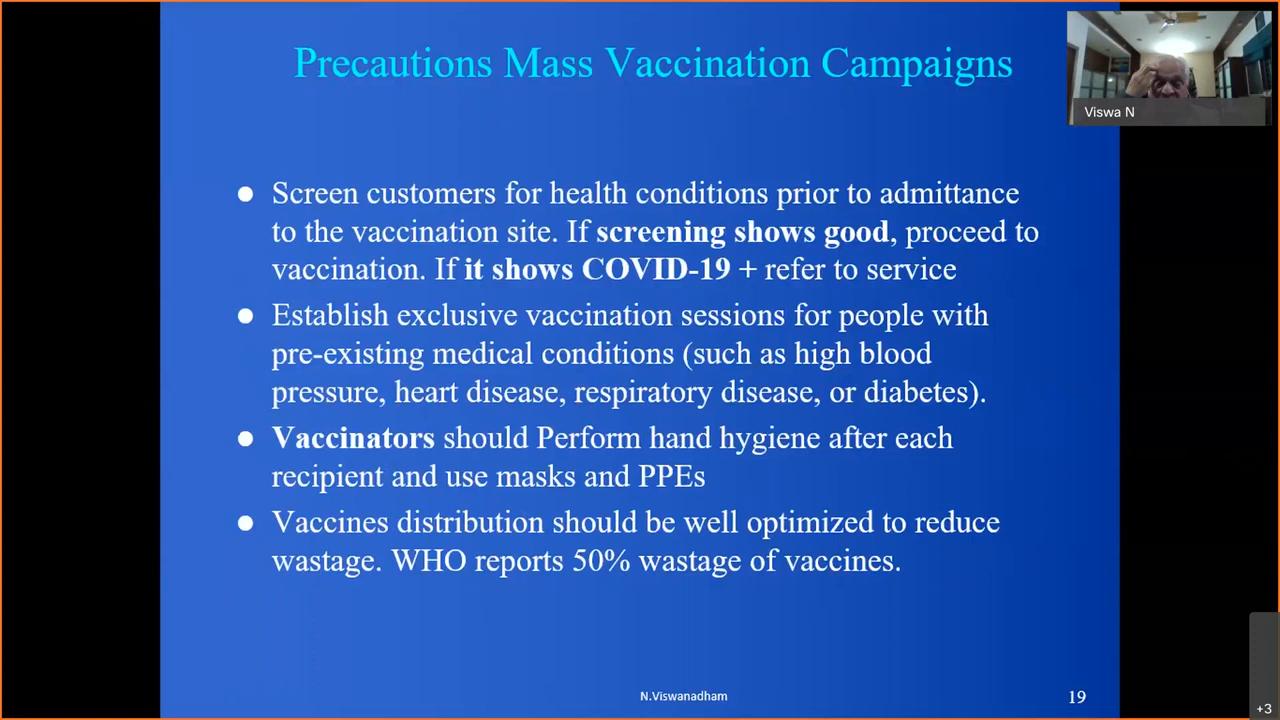 Precautions Mass Vaccination Campaigns
Viswa N
● Screen customers for health conditions prior to admittance
to the vaccination site. If screening shows good, proceed to
vaccination. If it shows COVID-19 + refer to service
● Establish exclusive vaccination sessions for people with
pre-existing medical conditions (such as high blood
pressure, heart disease, respiratory disease, or diabetes).
● Vaccinators should Perform hand hygiene after each
recipient and use masks and PPEs
● Vaccines distribution should be well optimized to reduce
wastage. WHO reports 50% wastage of vaccines.
N.Viswanadham
19
+3